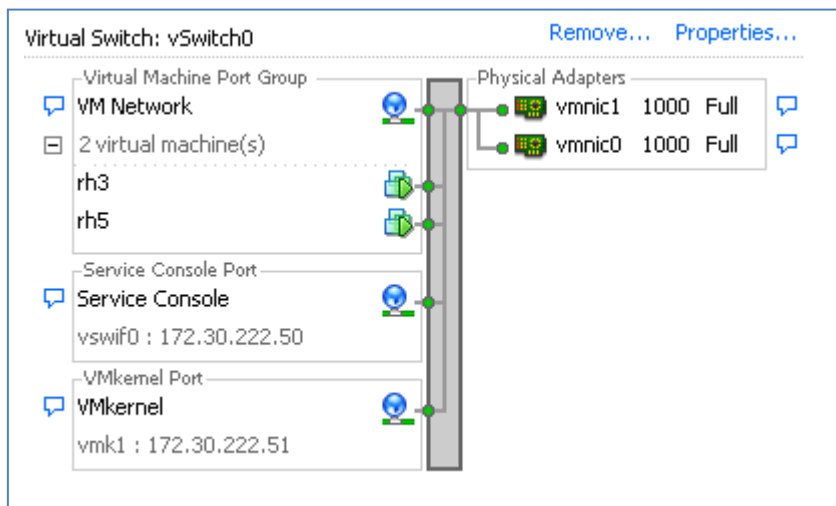 Virtual Switch: vSwitch0 Remove... Properties...
Virtual Machine Port Group
VM Network
2 virtual machine(s)
rh3
rh5
Service Console Port
Service Console
vswif0 : 172.30.222.50
VMkernel Port
VMkernel
vmk1 : 172.30.222.51
Physical Adapters
vmnic1 1000 Full
vmnic0 1000 Full